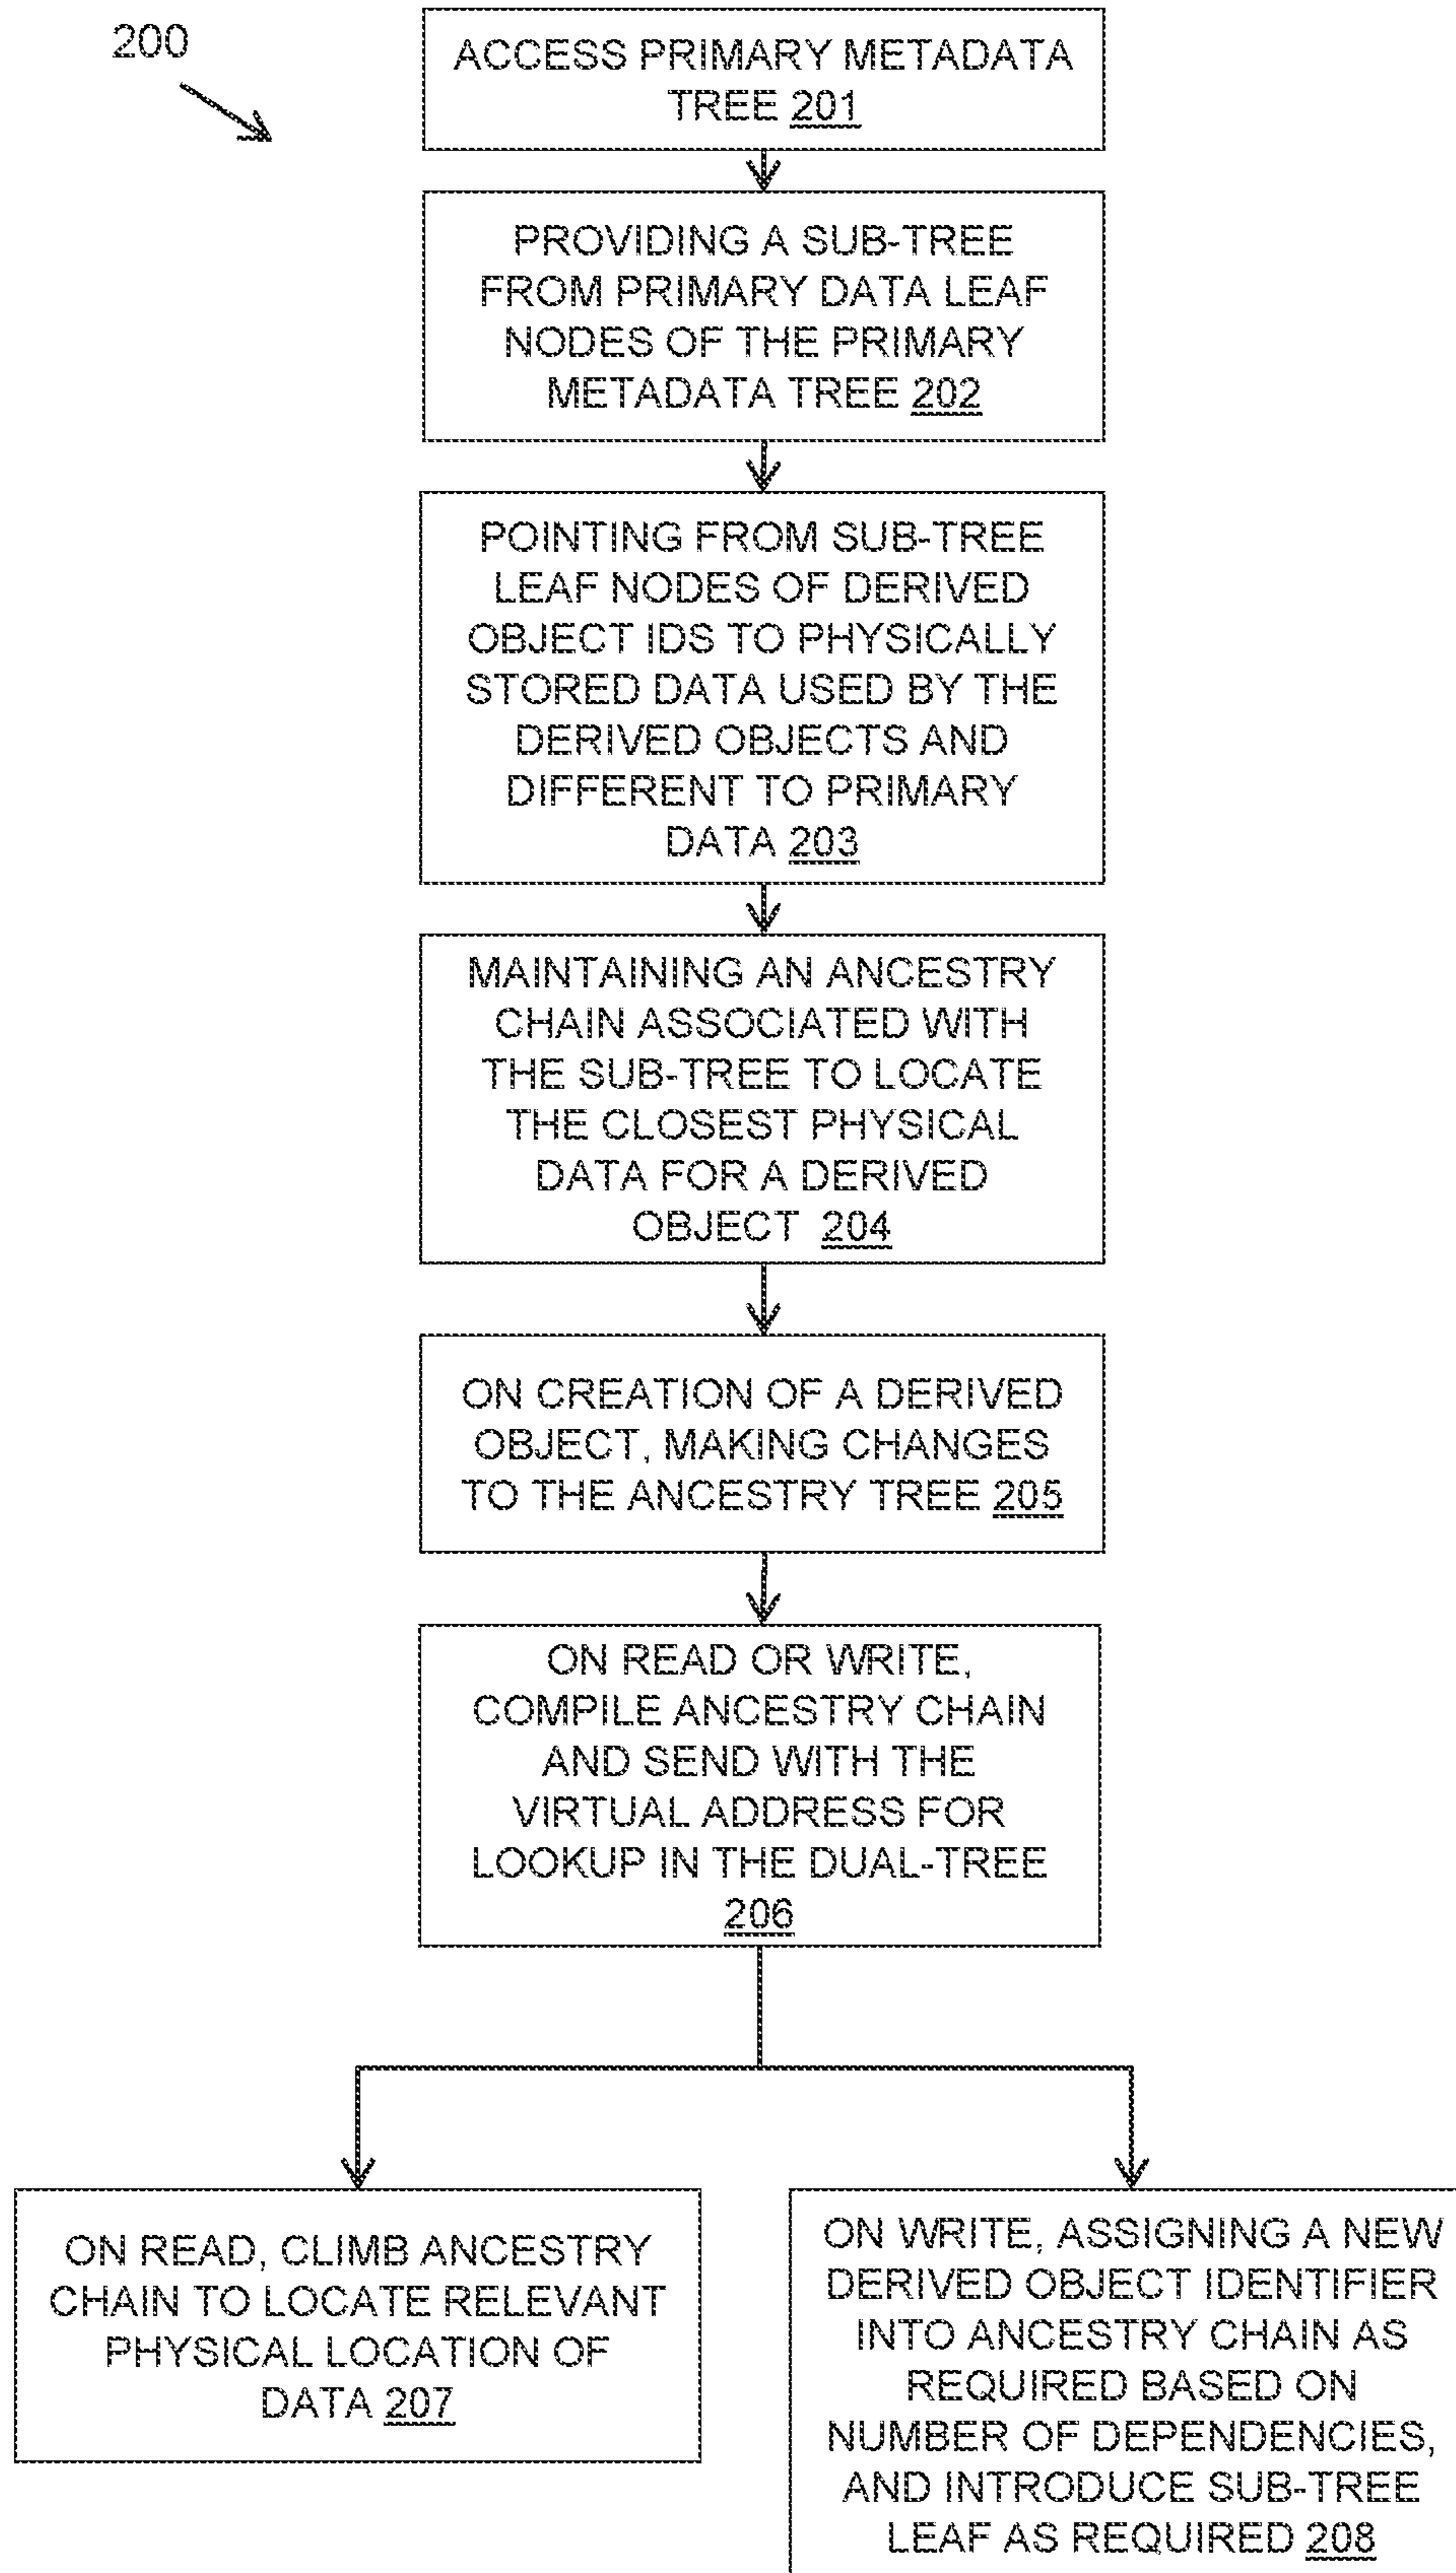 200
ACCESS PRIMARY METADATA
TREE 201
PROVIDING A SUB-TREE
FROM PRIMARY DATA LEAF
NODES OF THE PRIMARY
METADATA TREE 202
POINTING FROM SUB-TREE
LEAF NODES OF DERIVED
OBJECT IDS TO PHYSICALLY
STORED DATA USED BY THE
DERIVED OBJECTS AND
DIFFERENT TO PRIMARY
DATA 203
MAINTAINING AN ANCESTRY
CHAIN ASSOCIATED WITH
THE SUB-TREE TO LOCATE
THE CLOSEST PHYSICAL
DATA FOR A DERIVED
OBJECT 204
ON CREATION OF A DERIVED
OBJECT, MAKING CHANGES
TO THE ANCESTRY TREE 205
ON READ OR WRITE,
COMPILE ANCESTRY CHAIN
AND SEND WITH THE
VIRTUAL ADDRESS FOR
LOOKUP IN THE DUAL-TREE
206
ON READ, CLIMB ANCESTRY
CHAIN TO LOCATE RELEVANT
PHYSICAL LOCATION OF
DATA 207
ON WRITE, ASSIGNING A NEW
DERIVED OBJECT IDENTIFIER
INTO ANCESTRY CHAIN AS
REQUIRED BASED ON
NUMBER OF DEPENDENCIES,
AND INTRODUCE SUB-TREE
LEAF AS REQUIRED 208